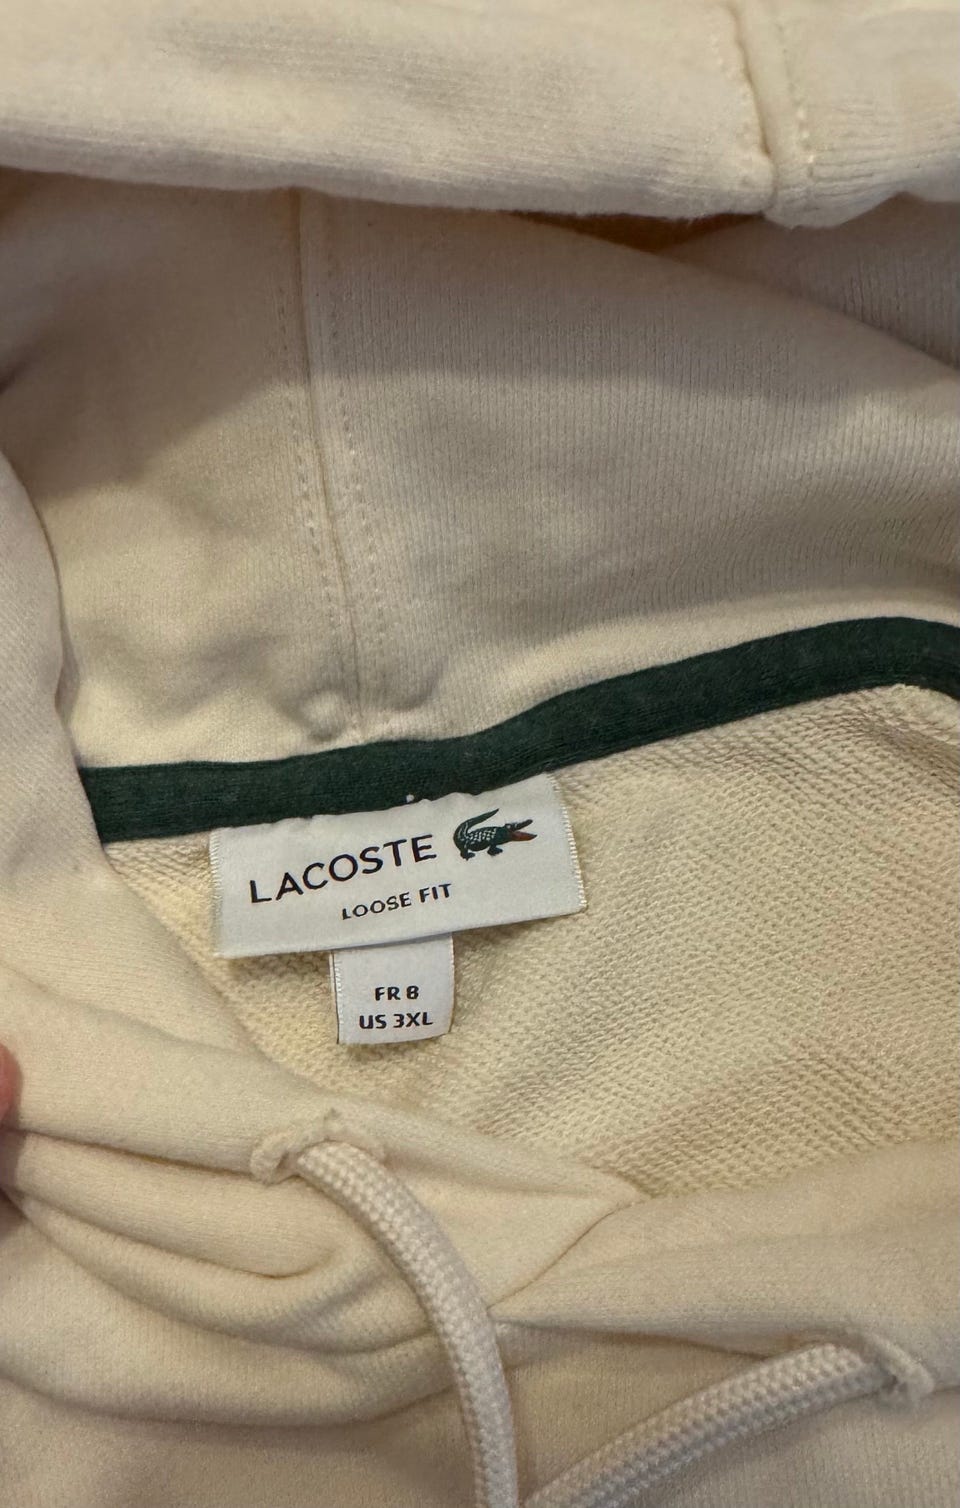 LACOSTE
LOOSE FIT
FR 8
US 3XL